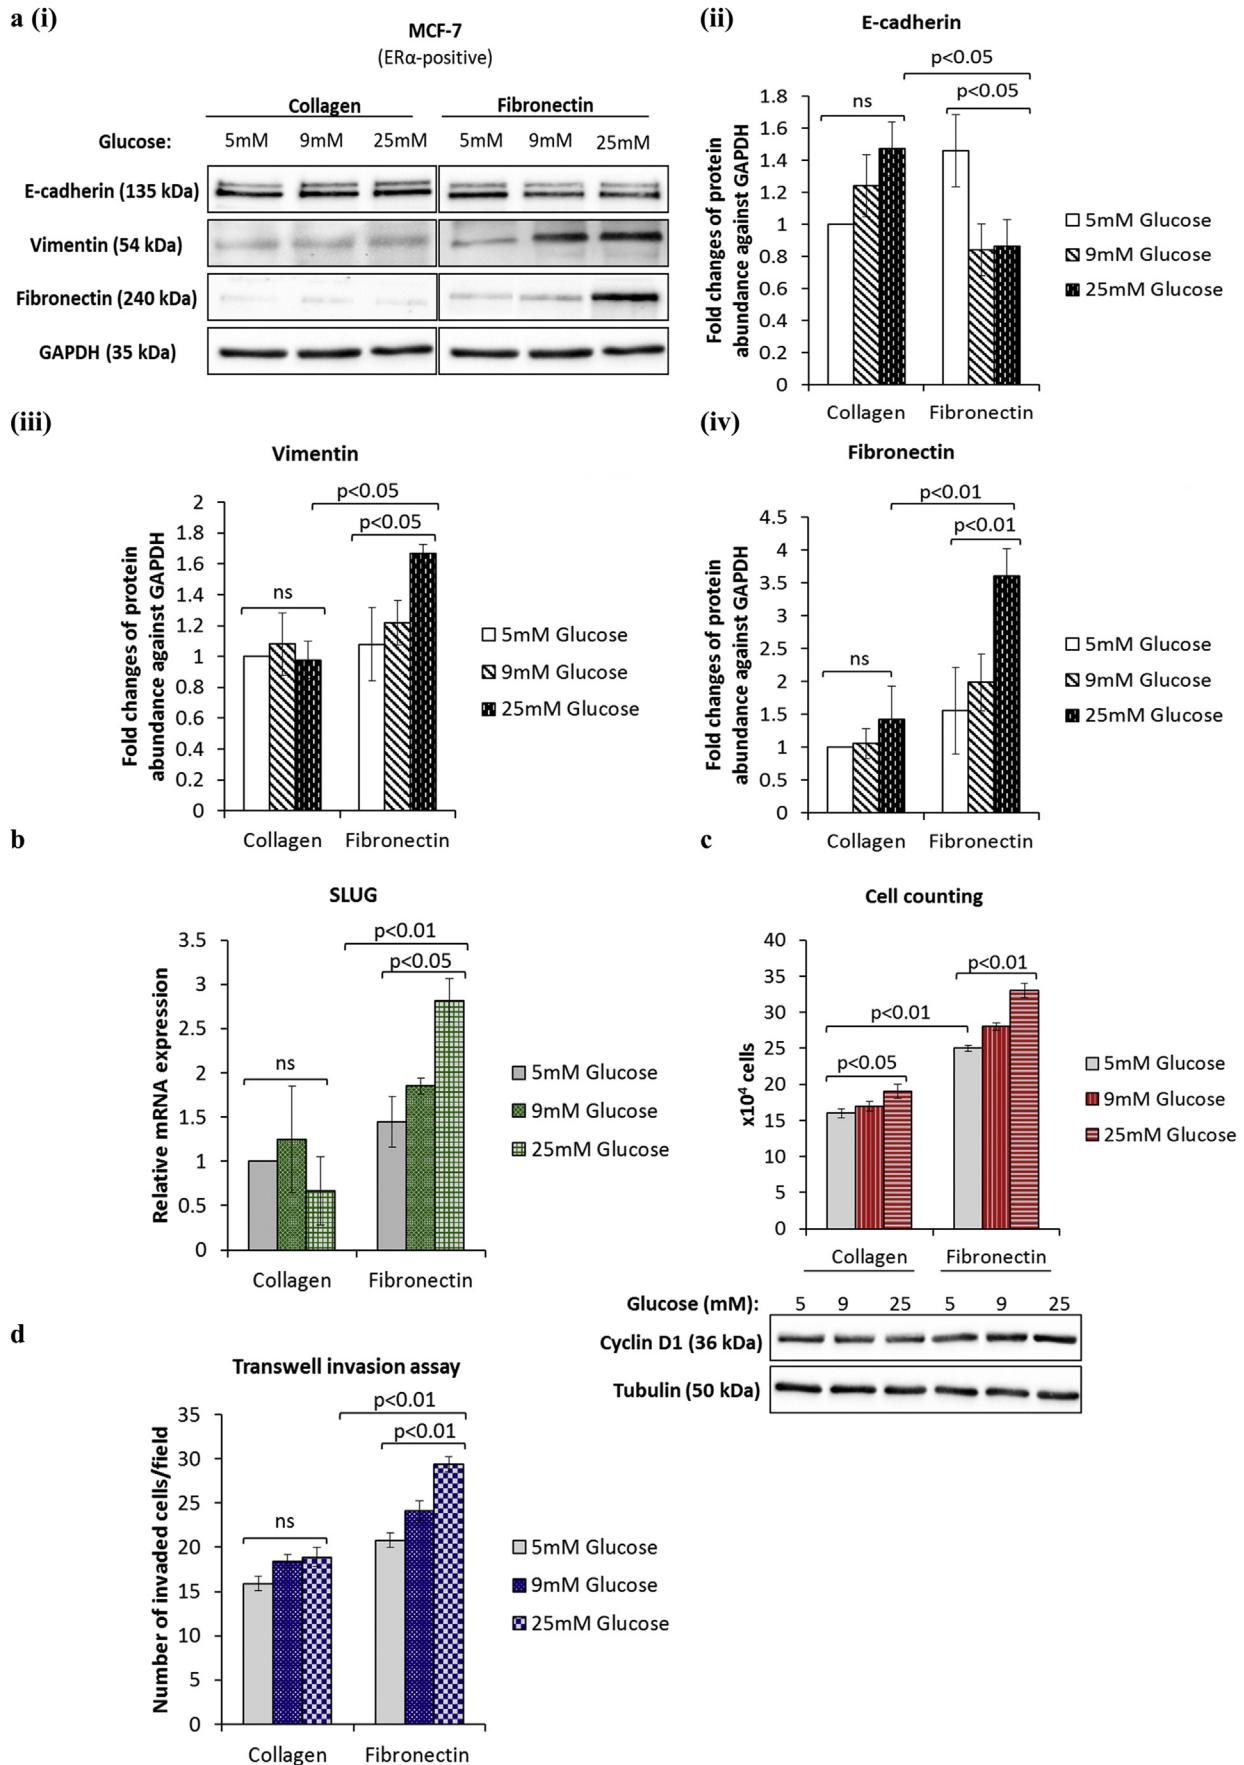 a (i)
MCF-7
(ERα-positive)
Collagen Fibronectin
Glucose: 5mM 9mM 25mM 5mM 9mM 25mM
E-cadherin (135 kDa)
Vimentin (54 kDa)
Fibronectin (240 kDa)
GAPDH (35 kDa)
(ii)
E-cadherin
p<0.05
p<0.05
ns
Fold changes of protein
abundance against GAPDH
1.8
1.6
1.4
1.2
1
0.8
0.6
0.4
0.2
0
Collagen Fibronectin
5mM Glucose
9mM Glucose
25mM Glucose
(iii)
Vimentin
p<0.05
p<0.05
ns
Fold changes of protein
abundance against GAPDH
2
1.8
1.6
1.4
1.2
1
0.8
0.6
0.4
0.2
0
Collagen Fibronectin
5mM Glucose
9mM Glucose
25mM Glucose
(iv)
Fibronectin
p<0.01
p<0.01
ns
Fold changes of protein
abundance against GAPDH
4.5
4
3.5
3
2.5
2
1.5
1
0.5
0
Collagen Fibronectin
5mM Glucose
9mM Glucose
25mM Glucose
b
SLUG
p<0.01
p<0.05
ns
Relative mRNA expression
3.5
3
2.5
2
1.5
1
0.5
0
Collagen Fibronectin
5mM Glucose
9mM Glucose
25mM Glucose
c
Cell counting
p<0.01
p<0.01
p<0.05
x10⁴ cells
40
35
30
25
20
15
10
5
0
Collagen Fibronectin
5mM Glucose
9mM Glucose
25mM Glucose
Glucose (mM): 5 9 25 5 9 25
Cyclin D1 (36 kDa)
Tubulin (50 kDa)
d
Transwell invasion assay
p<0.01
p<0.01
ns
Number of invaded cells/field
35
30
25
20
15
10
5
0
Collagen Fibronectin
5mM Glucose
9mM Glucose
25mM Glucose